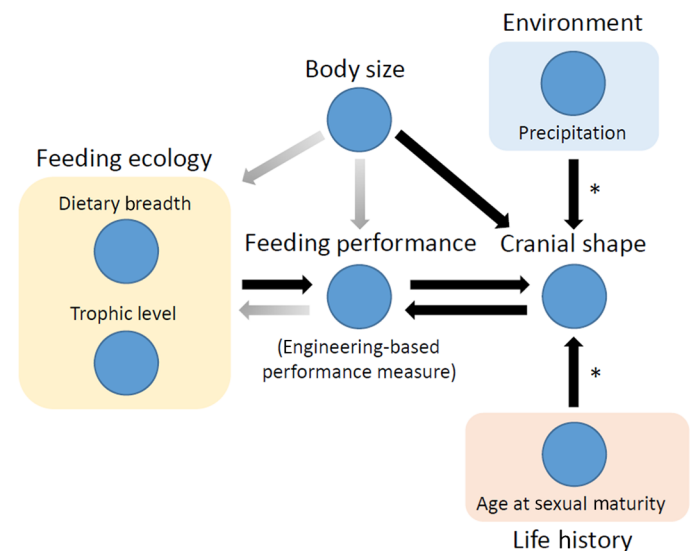 Environment
Body size
Precipitation
Feeding ecology
Dietary breadth
*
Feeding performance
Cranial shape
Trophic level
(Engineering-based
performance measure)
*
Age at sexual maturity
Life history